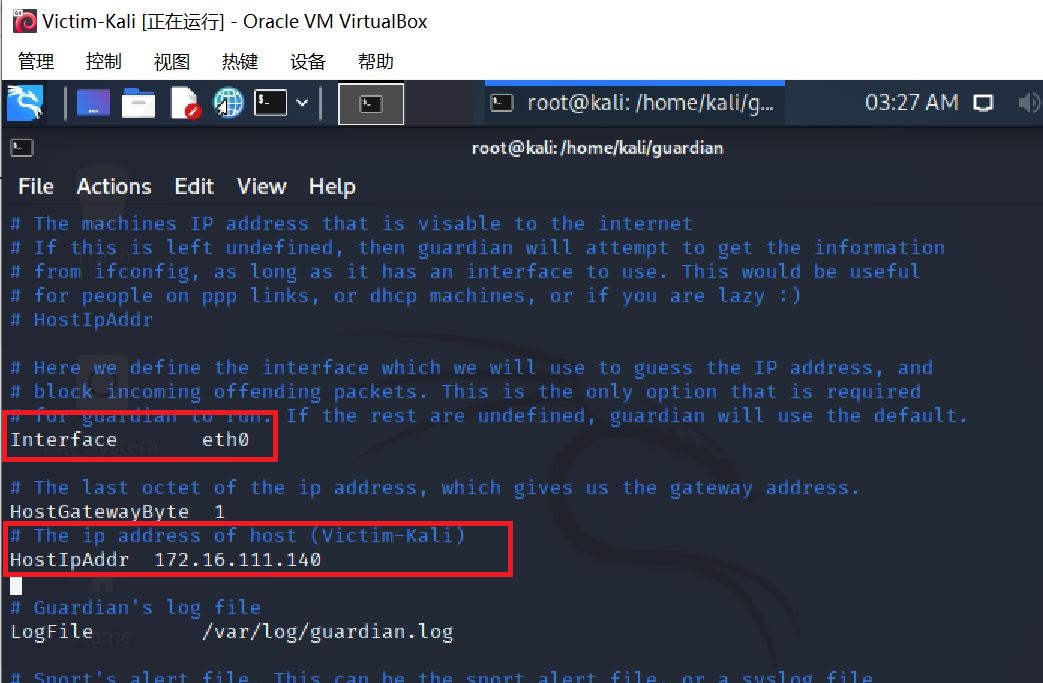 Victim-Kali [正在运行] - Oracle VM VirtualBox
管理 控制 视图 热键 设备 帮助
root@kali: /home/kali/g... 03:27 AM
root@kali: /home/kali/guardian
File Actions Edit View Help
# The machines IP address that is visable to the internet
# If this is left undefined, then guardian will attempt to get the information
# from ifconfig, as long as it has an interface to use. This would be useful
# for people on ppp links, or dhcp machines, or if you are lazy :)
# HostIpAddr
# Here we define the interface which we will use to guess the IP address, and
# block incoming offending packets. This is the only option that is required
# for guardian to run. If the rest are undefined, guardian will use the default.
Interface eth0
# The last octet of the ip address, which gives us the gateway address.
HostGatewayByte 1
# The ip address of host (Victim-Kali)
HostIpAddr 172.16.111.140
# Guardian's log file
LogFile /var/log/guardian.log
# Snort's alert file. This can be the snort alert file, or a syslog file